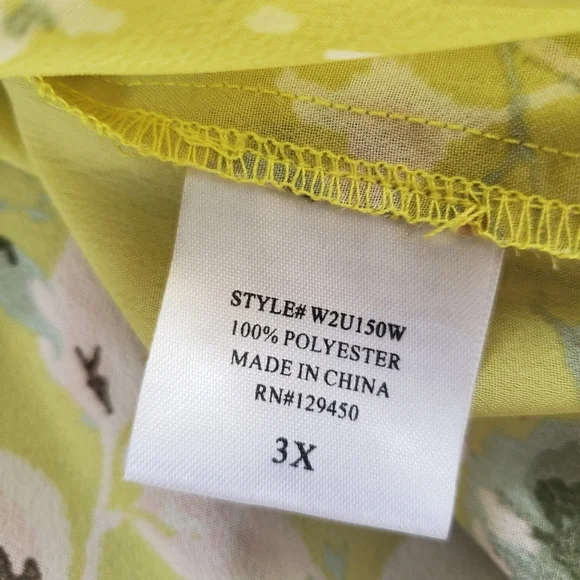 STYLE# W2U150W
100% POLYESTER
MADE IN CHINA
RN#129450
3X